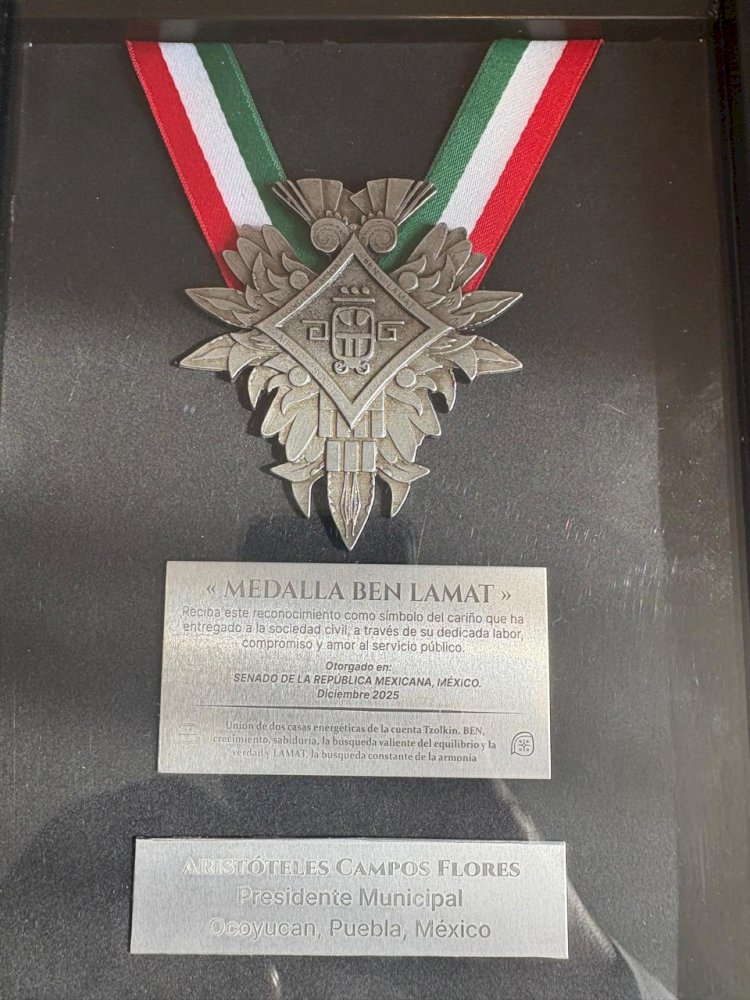 BEN LAMAT
« MEDALLA BEN LAMAT »
Reciba este reconocimiento como símbolo del cariño que ha
entregado a la sociedad civil, a través de su dedicada labor,
compromiso y amor al servicio público.
Otorgado en:
SENADO DE LA REPÚBLICA MEXICANA, MÉXICO.
Diciembre 2025
Unión de dos casas energéticas de la cuenta Tzolkin. BEN,
crecimiento, sabiduría, la búsqueda valiente del equilibrio y la
verdad y LAMAT, la búsqueda constante de la armonía
ARISTÓTELES CAMPOS FLORES
Presidente Municipal
Ocoyucan, Puebla, México